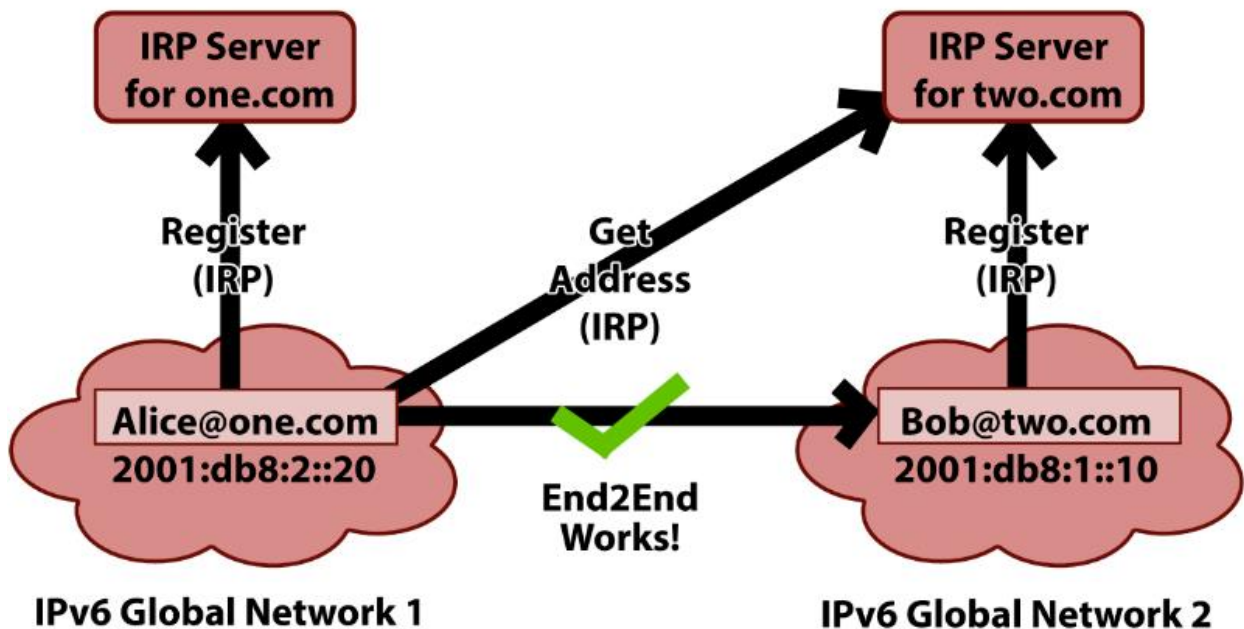 IRP Server
for one.com
IRP Server
for two.com
Register
(IRP)
Get
Address
(IRP)
Register
(IRP)
Alice@one.com
2001:db8:2::20
Bob@two.com
2001:db8:1::10
End2End
Works!
IPv6 Global Network 1
IPv6 Global Network 2